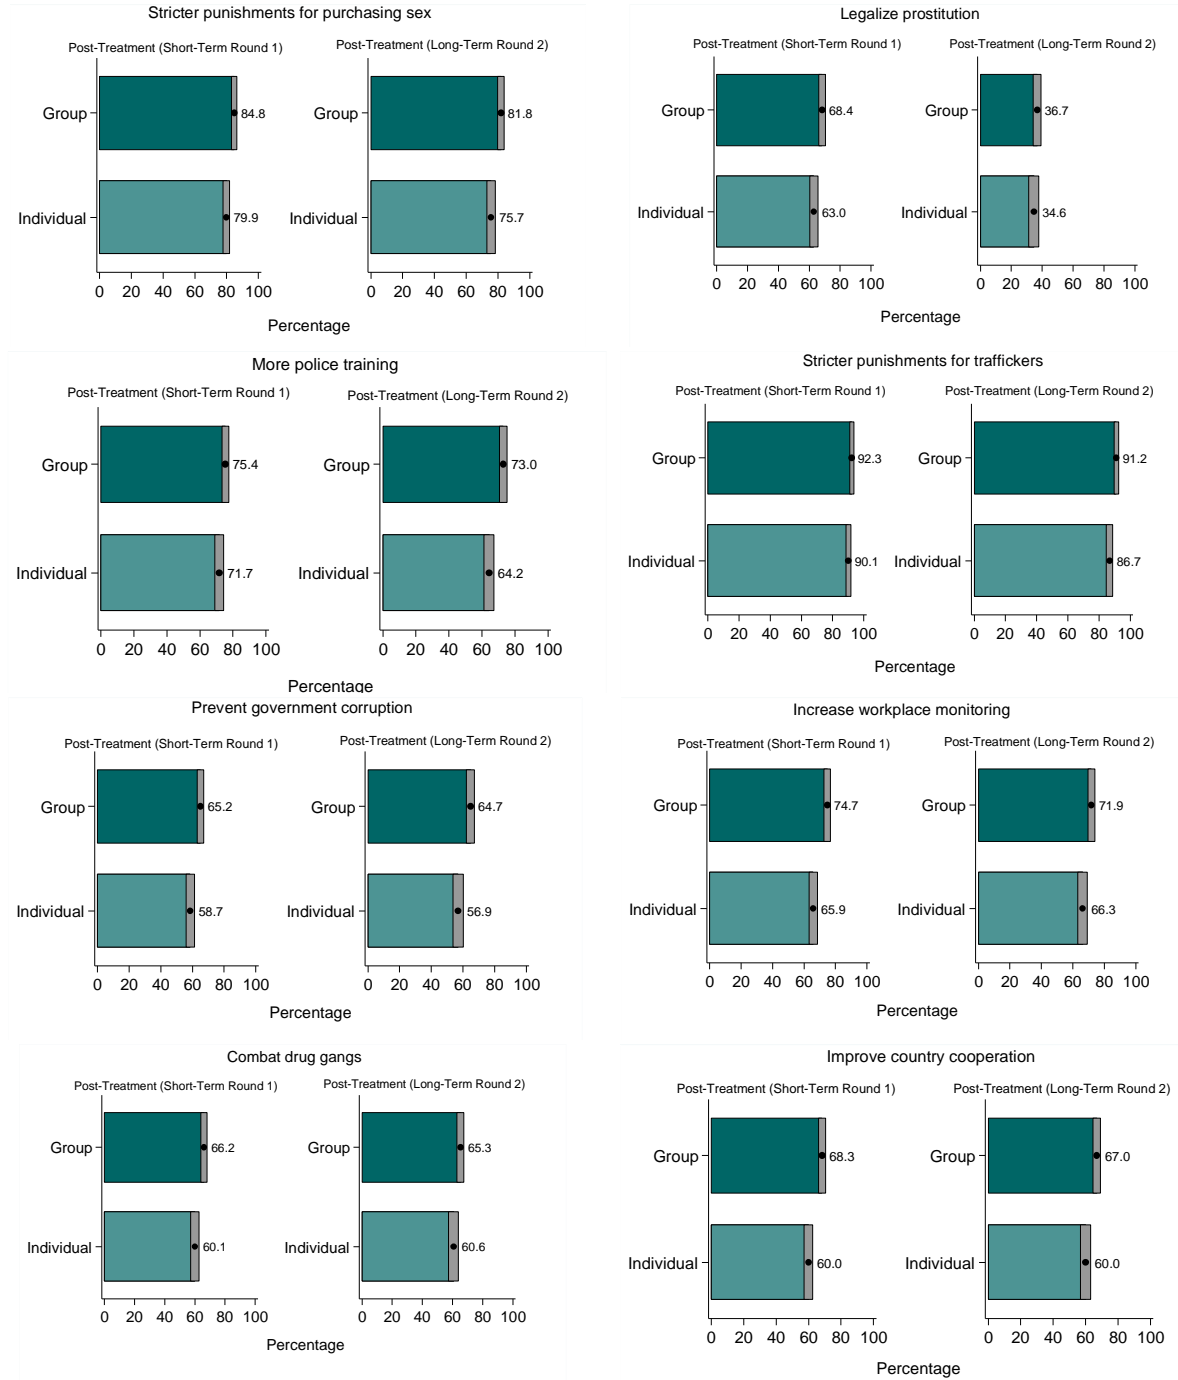 Stricter punishments for purchasing sex
Post-Treatment (Short-Term Round 1)
Group
84.8
Individual
79.9
0 20 40 60 80 100
Post-Treatment (Long-Term Round 2)
Group
81.8
Individual
75.7
0 20 40 60 80 100
Percentage
Legalize prostitution
Post-Treatment (Short-Term Round 1)
Group
68.4
Individual
63.0
0 20 40 60 80 100
Post-Treatment (Long-Term Round 2)
Group
36.7
Individual
34.6
0 20 40 60 80 100
Percentage
More police training
Post-Treatment (Short-Term Round 1)
Group
75.4
Individual
71.7
0 20 40 60 80 100
Post-Treatment (Long-Term Round 2)
Group
73.0
Individual
64.2
0 20 40 60 80 100
Percentage
Stricter punishments for traffickers
Post-Treatment (Short-Term Round 1)
Group
92.3
Individual
90.1
0 20 40 60 80 100
Post-Treatment (Long-Term Round 2)
Group
91.2
Individual
86.7
0 20 40 60 80 100
Percentage
Prevent government corruption
Post-Treatment (Short-Term Round 1)
Group
65.2
Individual
58.7
0 20 40 60 80 100
Post-Treatment (Long-Term Round 2)
Group
64.7
Individual
56.9
0 20 40 60 80 100
Percentage
Increase workplace monitoring
Post-Treatment (Short-Term Round 1)
Group
74.7
Individual
65.9
0 20 40 60 80 100
Post-Treatment (Long-Term Round 2)
Group
71.9
Individual
66.3
0 20 40 60 80 100
Percentage
Combat drug gangs
Post-Treatment (Short-Term Round 1)
Group
66.2
Individual
60.1
0 20 40 60 80 100
Post-Treatment (Long-Term Round 2)
Group
65.3
Individual
60.6
0 20 40 60 80 100
Percentage
Improve country cooperation
Post-Treatment (Short-Term Round 1)
Group
68.3
Individual
60.0
0 20 40 60 80 100
Post-Treatment (Long-Term Round 2)
Group
67.0
Individual
60.0
0 20 40 60 80 100
Percentage